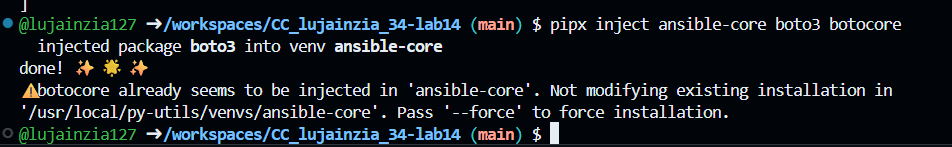 ]
@lujainzia127 ➜/workspaces/CC_lujainzia_34-lab14 (main) $ pipx inject ansible-core boto3 botocore
  injected package boto3 into venv ansible-core
done! ✨ 🌟 ✨
⚠️botocore already seems to be injected in 'ansible-core'. Not modifying existing installation in
'/usr/local/py-utils/venvs/ansible-core'. Pass '--force' to force installation.
@lujainzia127 ➜/workspaces/CC_lujainzia_34-lab14 (main) $